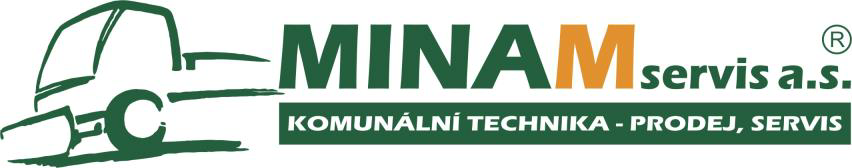 MINAM servis a.s. ®
KOMUNÁLNÍ TECHNIKA - PRODEJ, SERVIS